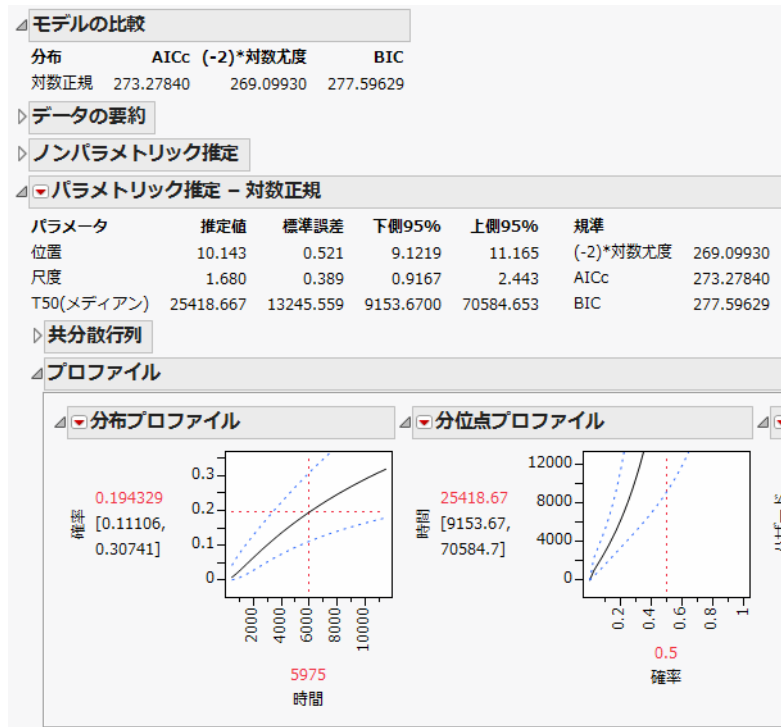 モデルの比較
分布 AICc (-2)*対数尤度 BIC
対数正規 273.27840 269.09930 277.59629
データの要約
ノンパラメトリック推定
パラメトリック推定 - 対数正規
パラメータ 推定値 標準誤差 下側95% 上側95% 規準
位置 10.143 0.521 9.1219 11.165 (-2)*対数尤度 269.09930
尺度 1.680 0.389 0.9167 2.443 AICc 273.27840
T50(メディアン) 25418.667 13245.559 9153.6700 70584.653 BIC 277.59629
共分散行列
プロファイル
分布プロファイル
確率
0.194329
[0.11106,
0.30741]
0.3
0.2
0.1
0
2000 4000 6000 8000 10000
5975
時間
分位点プロファイル
時間
25418.67
[9153.67,
70584.7]
12000
8000
4000
0
0.2 0.4 0.6 0.8 1
0.5
確率